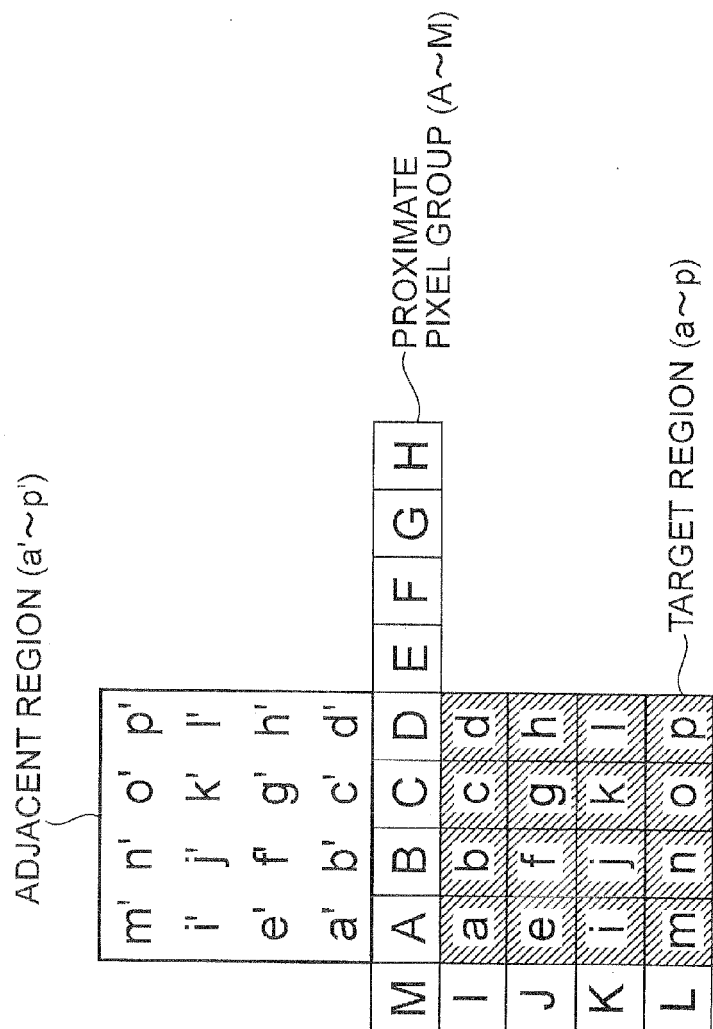 ADJACENT REGION (a'~p')
m' n' o' p'
i' j' k' l'
e' f' g' h'
a' b' c' d'
M A B C D E F G H
PROXIMATE
PIXEL GROUP (A~M)
I a b c d
J e f g h
K i j k l
L m n o p
TARGET REGION (a~p)